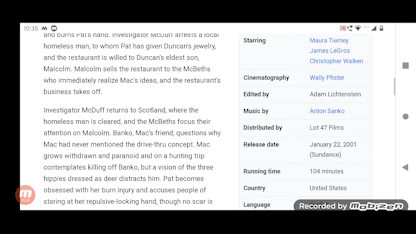 10:35
and burns Pat's hand. Investigator McDuff arrests a local
homeless man, to whom Pat has given Duncan's jewelry,
and the restaurant is willed to Duncan's eldest son,
Malcolm. Malcolm sells the restaurant to the McBeths
who immediately realize Mac's ideas, and the restaurant's
business takes off.
Investigator McDuff returns to Scotland, where the
homeless man is cleared, and the McBeths focus their
attention on Malcolm. Banko, Mac's friend, questions why
Mac had never mentioned the drive-thru concept. Mac
grows withdrawn and paranoid and on a hunting trip
contemplates killing off Banko, but a vision of the three
hippies dressed as deer distracts him. Pat becomes
obsessed with her burn injury and accuses people of
staring at her repulsive-looking hand, though no scar is
Starring Maura Tierney
James LeGros
Christopher Walken
Cinematography Wally Pfister
Edited by Adam Lichtenstein
Music by Anton Sanko
Distributed by Lot 47 Films
Release date January 22, 2001
(Sundance)
Running time 104 minutes
Country United States
Language
Recorded by Mobizen